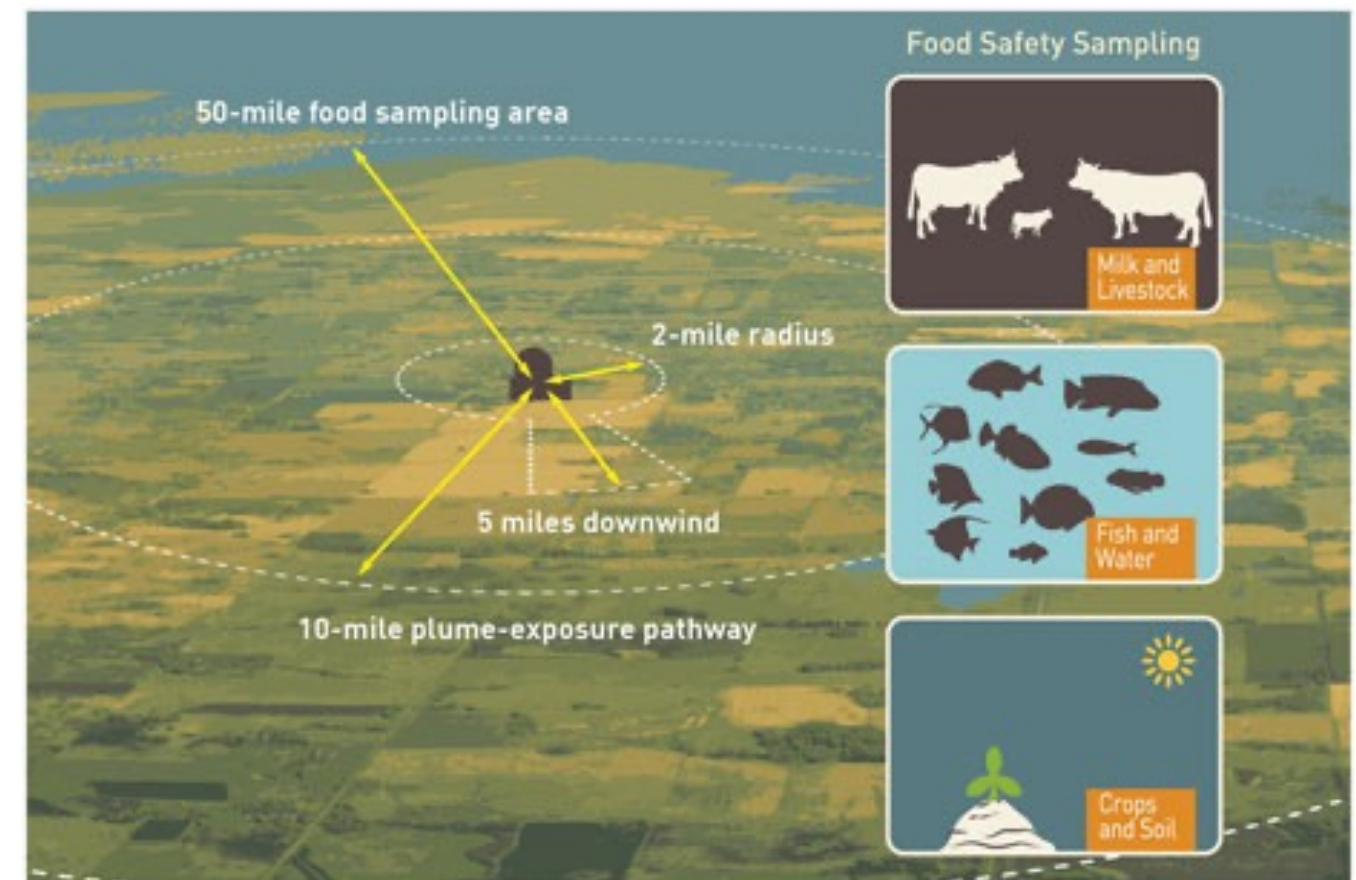 Food Safety Sampling
50-mile food sampling area
Milk and
Livestock
2-mile radius
5 miles downwind
Fish and
Water
10-mile plume-exposure pathway
Crops
and Soil